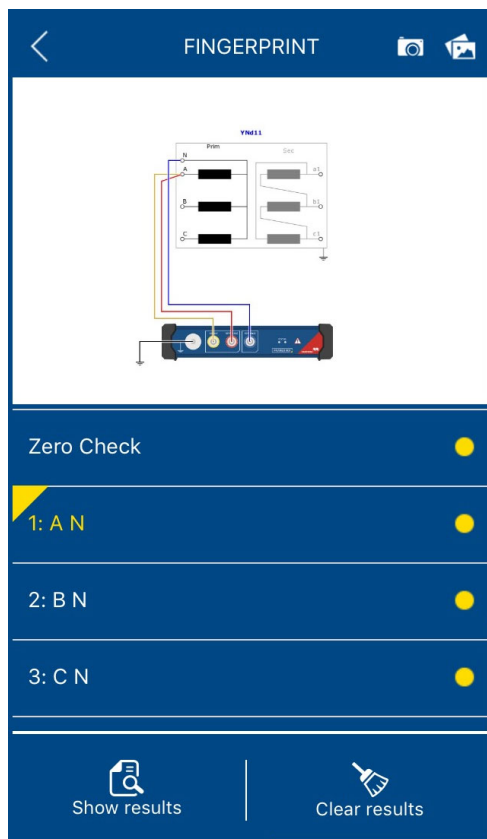 FINGERPRINT
YNd11
Prim
Sec
N
A
a1
B
b1
C
c1
Zero Check
1: A N
2: B N
3: C N
Show results
Clear results